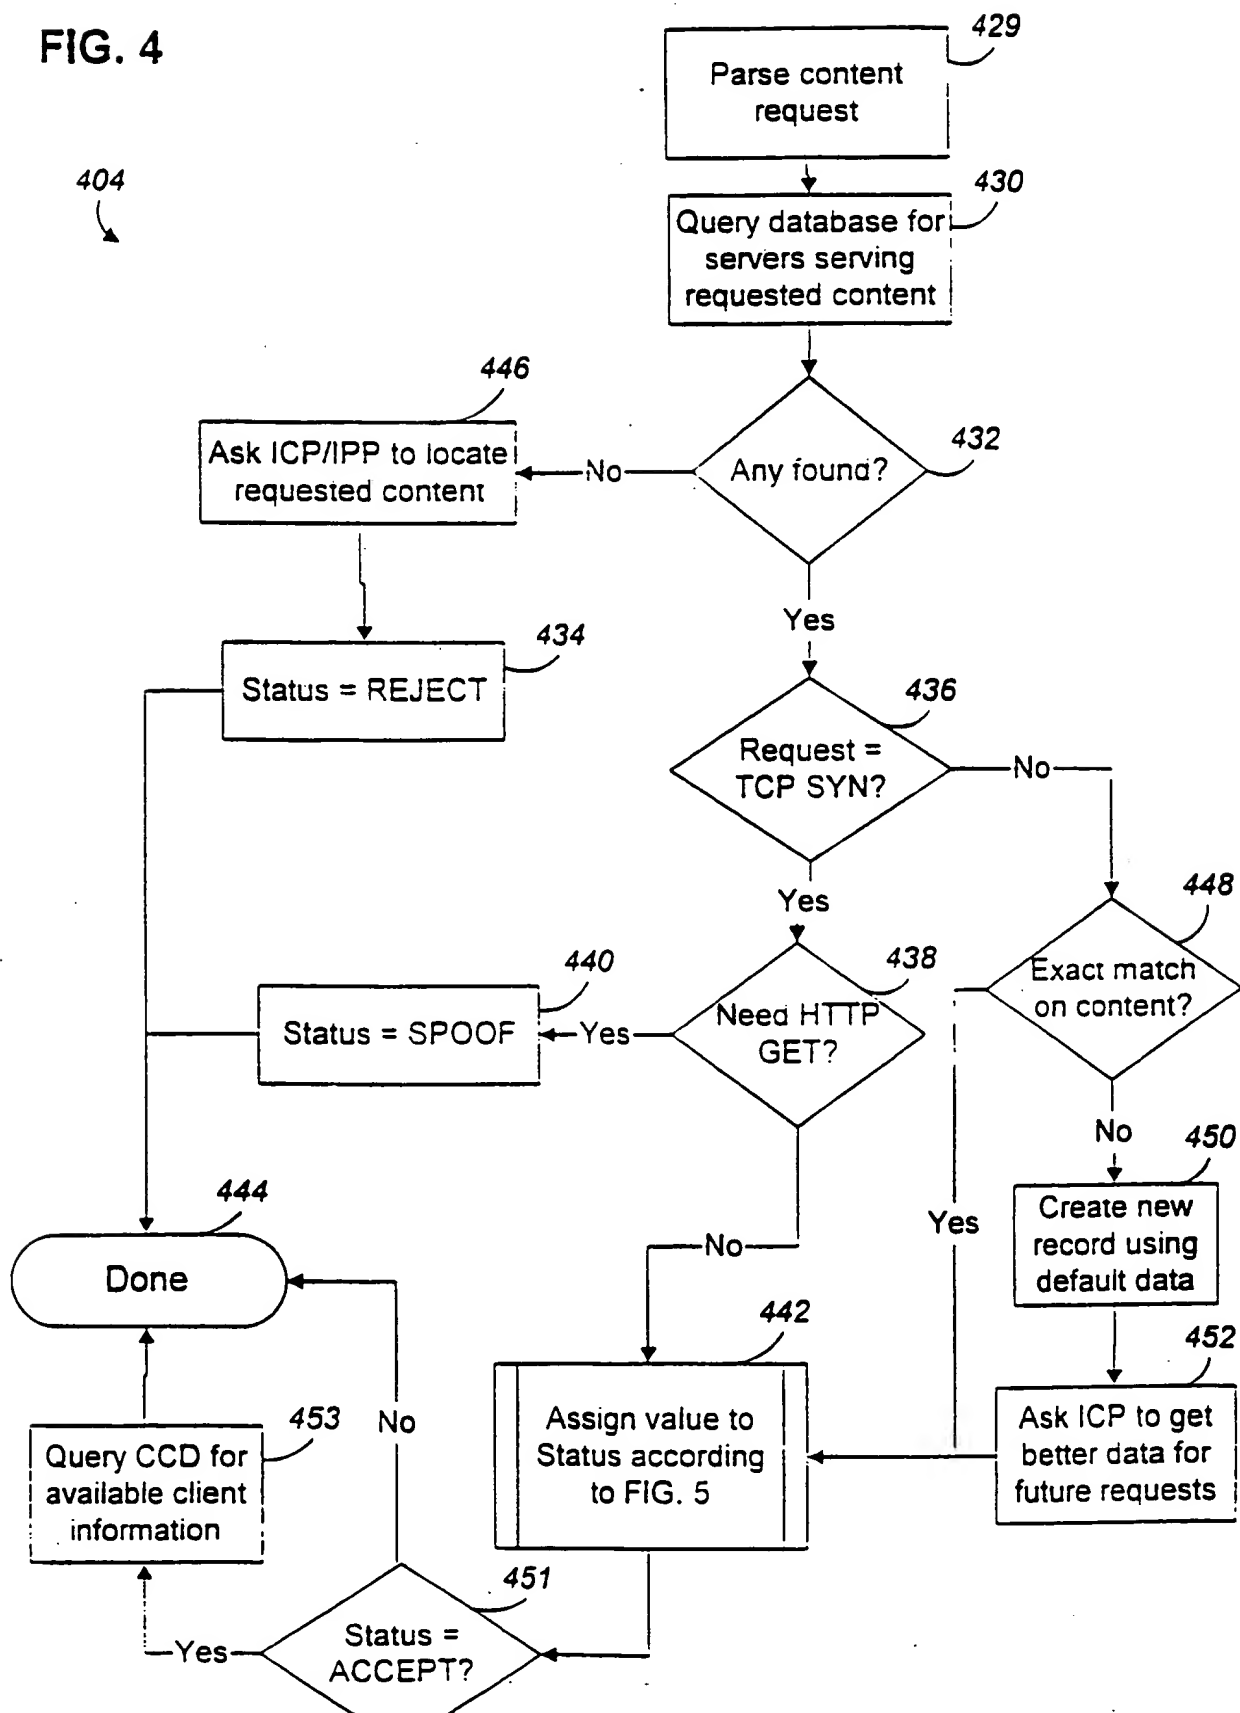 FIG. 4
429
Parse content
request
404
430
Query database for
servers serving
requested content
446
Ask ICP/IPP to locate
requested content
No
Any found?
432
Yes
434
Status = REJECT
436
Request =
TCP SYN?
No
Yes
448
Exact match
on content?
440
Status = SPOOF
Yes
438
Need HTTP
GET?
No
450
Create new
record using
default data
Yes
444
Done
No
442
Assign value to
Status according
to FIG. 5
452
Ask ICP to get
better data for
future requests
453
Query CCD for
available client
information
No
451
Status =
ACCEPT?
Yes